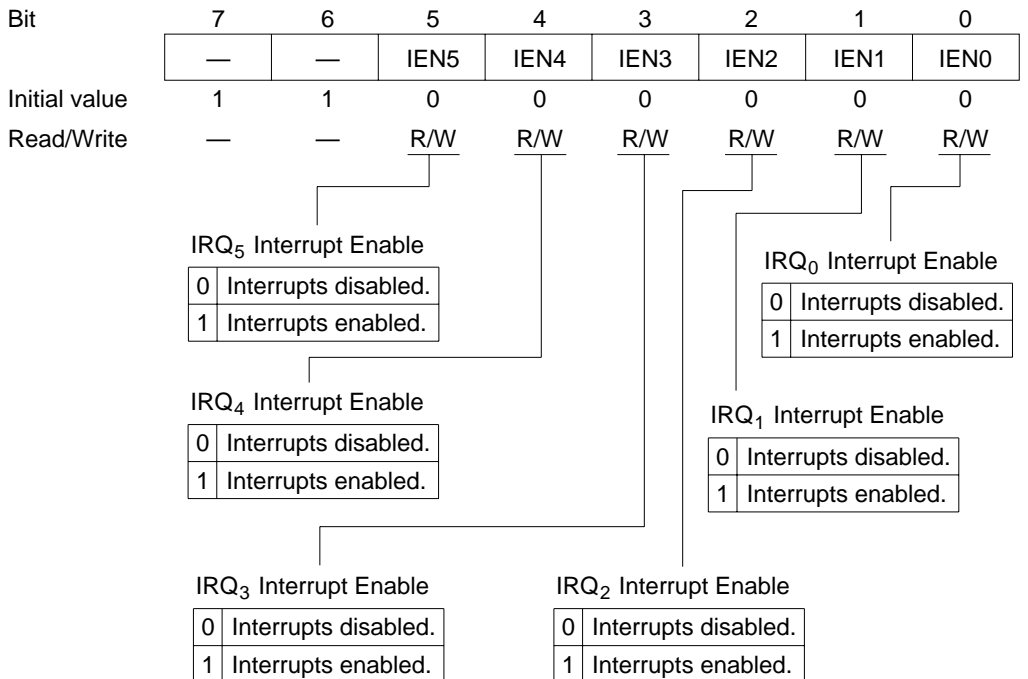 Bit 7 6 5 4 3 2 1 0
— — IEN5 IEN4 IEN3 IEN2 IEN1 IEN0
Initial value 1 1 0 0 0 0 0 0
Read/Write — — R/W R/W R/W R/W R/W R/W
IRQ5 Interrupt Enable
0 Interrupts disabled.
1 Interrupts enabled.
IRQ0 Interrupt Enable
0 Interrupts disabled.
1 Interrupts enabled.
IRQ4 Interrupt Enable
0 Interrupts disabled.
1 Interrupts enabled.
IRQ1 Interrupt Enable
0 Interrupts disabled.
1 Interrupts enabled.
IRQ3 Interrupt Enable
0 Interrupts disabled.
1 Interrupts enabled.
IRQ2 Interrupt Enable
0 Interrupts disabled.
1 Interrupts enabled.